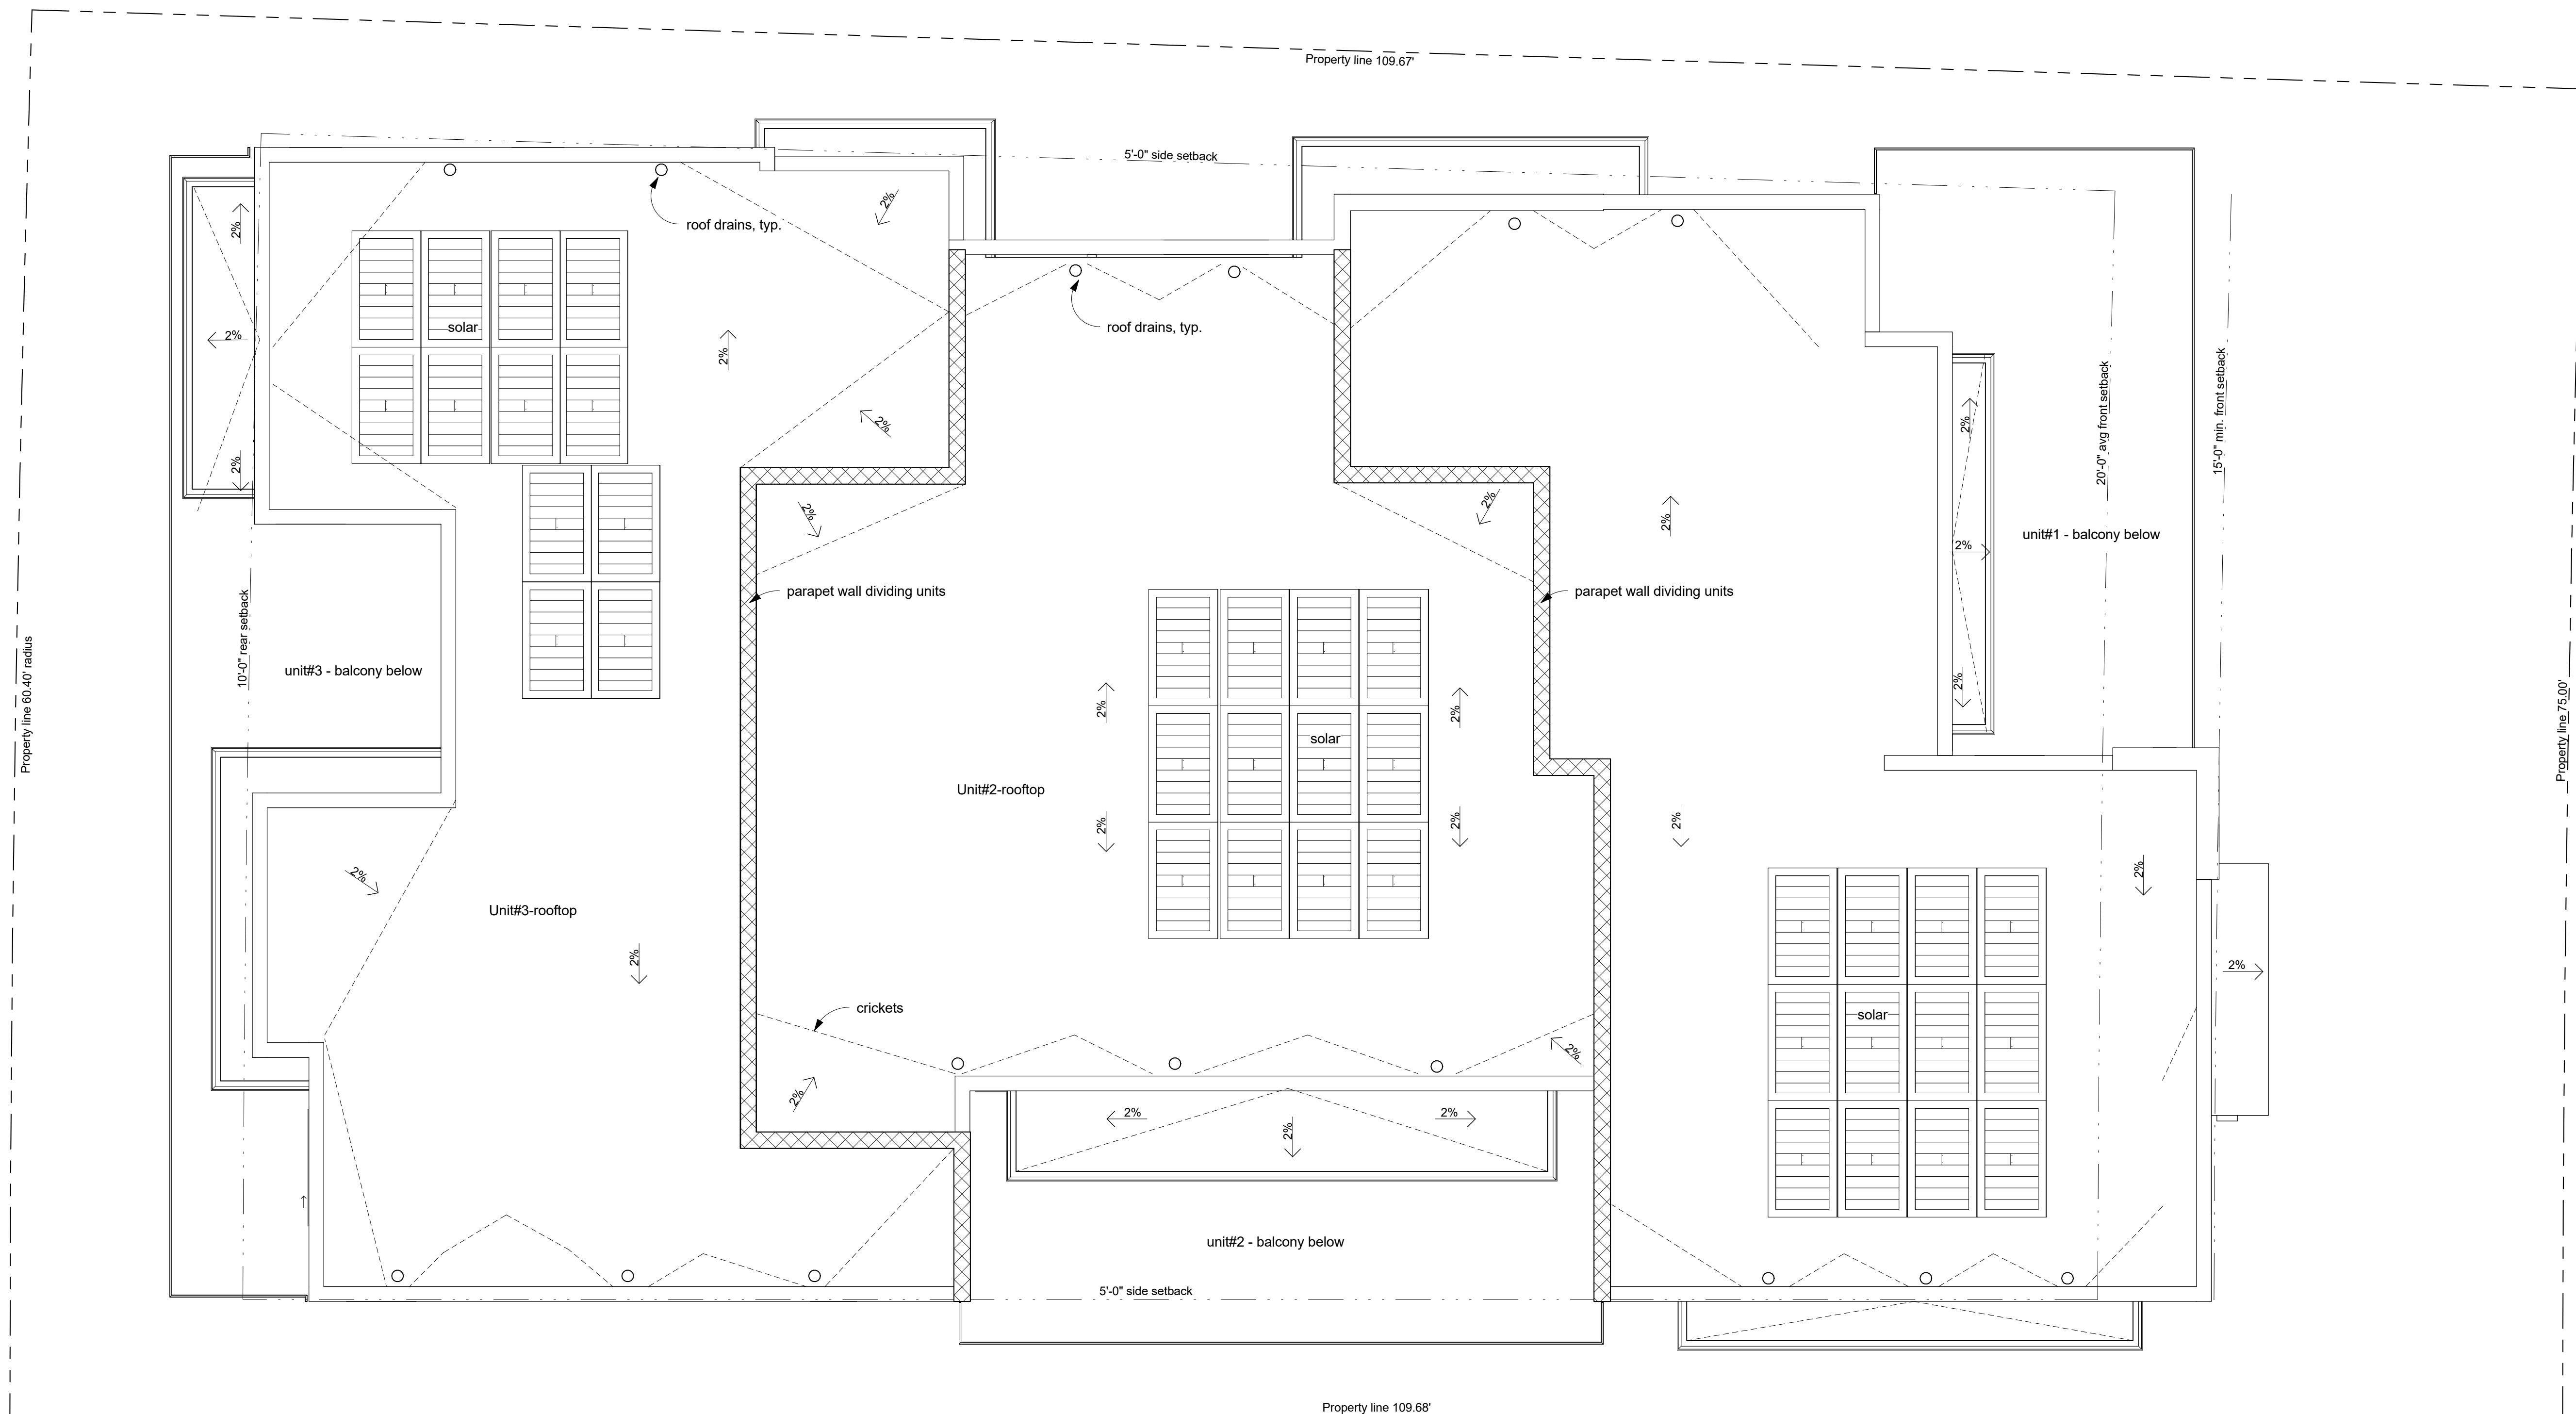 Property line 109.67'
5'-0" side setback
2%
2%
roof drains, typ.
solar
roof drains, typ.
2%
2%
2%
2%
2%
2%
2%
2%
20'-0" avg front setback
15'-0" min. front setback
2%
2%
unit#1 - balcony below
2%
parapet wall dividing units
parapet wall dividing units
10'-0" rear setback
Property line 60.40' radius
unit#3 - balcony below
2%
2%
2%
Property line 75.00'
solar
Unit#2-rooftop
2%
2%
2%
2%
2%
Unit#3-rooftop
2%
2%
crickets
solar
2%
2%
2%
2%
2%
unit#2 - balcony below
5'-0" side setback
Property line 109.68'